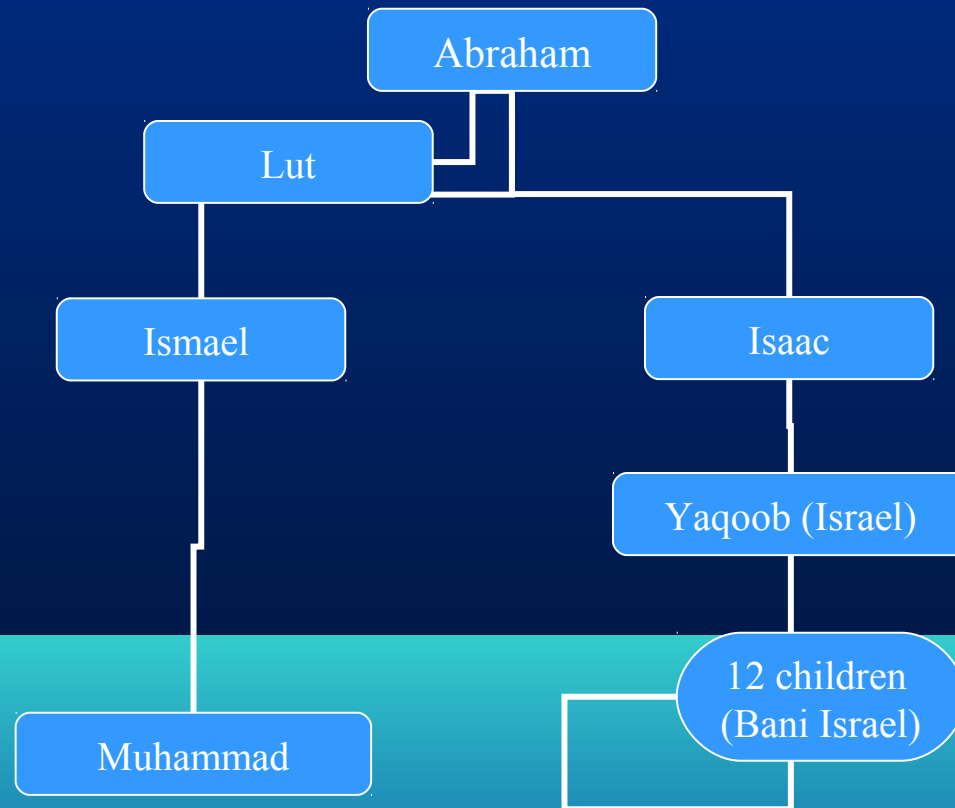 Abraham
Lut
Ismael
Isaac
Yaqoob (Israel)
12 children
(Bani Israel)
Muhammad